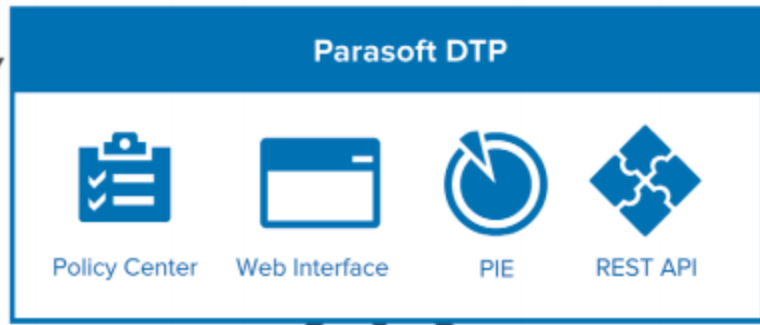 Parasoft DTP
Policy Center
Web Interface
PIE
REST API